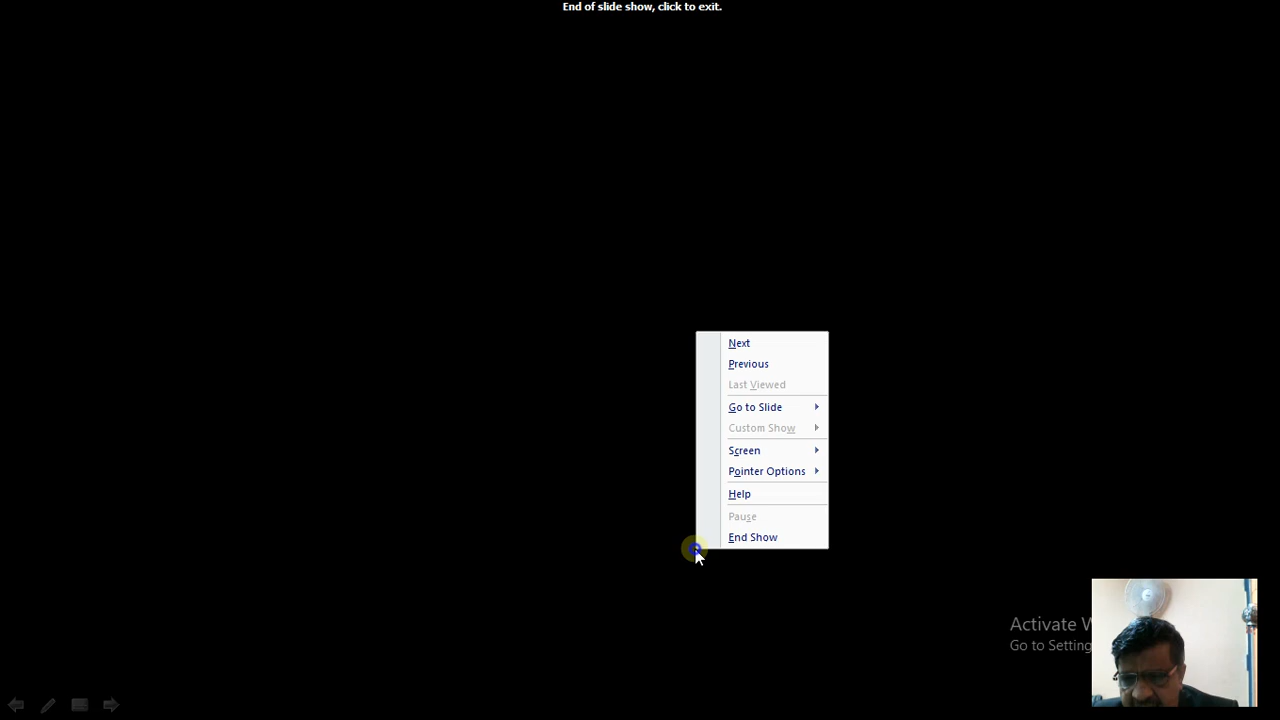 End of slide show, click to exit.
Next
Previous
Last Viewed
Go to Slide
Custom Show
Screen
Pointer Options
Help
Pause
End Show
Activate
Go to Setting